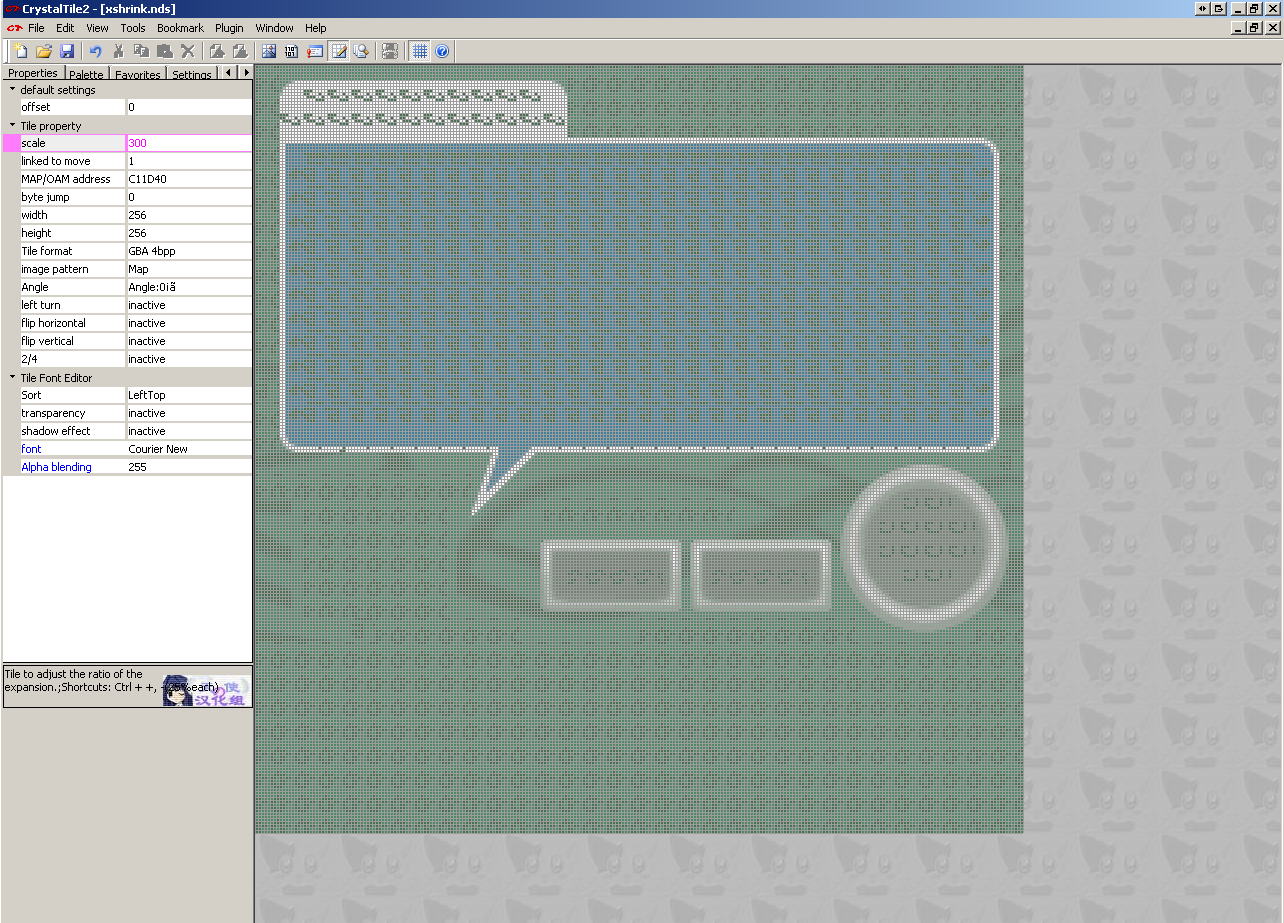 CrystalTile2 - [xshrink.nds]
File Edit View Tools Bookmark Plugin Window Help
Properties Palette Favorites Settings
default settings
offset 0
Tile property
scale 300
linked to move 1
MAP/OAM address C11D40
byte jump 0
width 256
height 256
Tile format GBA 4bpp
image pattern Map
Angle Angle:0iã
left turn inactive
flip horizontal inactive
flip vertical inactive
2/4 inactive
Tile Font Editor
Sort LeftTop
transparency inactive
shadow effect inactive
font Courier New
Alpha blending 255
Tile to adjust the ratio of the
expansion.;Shortcuts: Ctrl + +, -(25%each)
使
汉化组